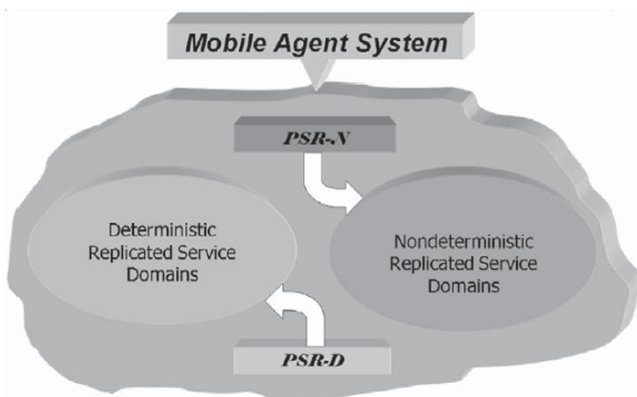 Mobile Agent System
PSR-N
Deterministic
Replicated Service
Domains
Nondeterministic
Replicated Service
Domains
PSR-D